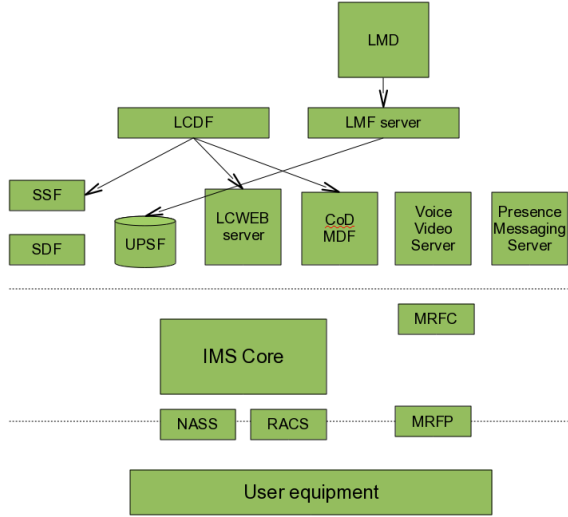 LMD
LCDF
LMF server
SSF
SDF
UPSF
LCWEB
server
CoD
MDF
Voice
Video
Server
Presence
Messaging
Server
MRFC
IMS Core
NASS
RACS
MRFP
User equipment